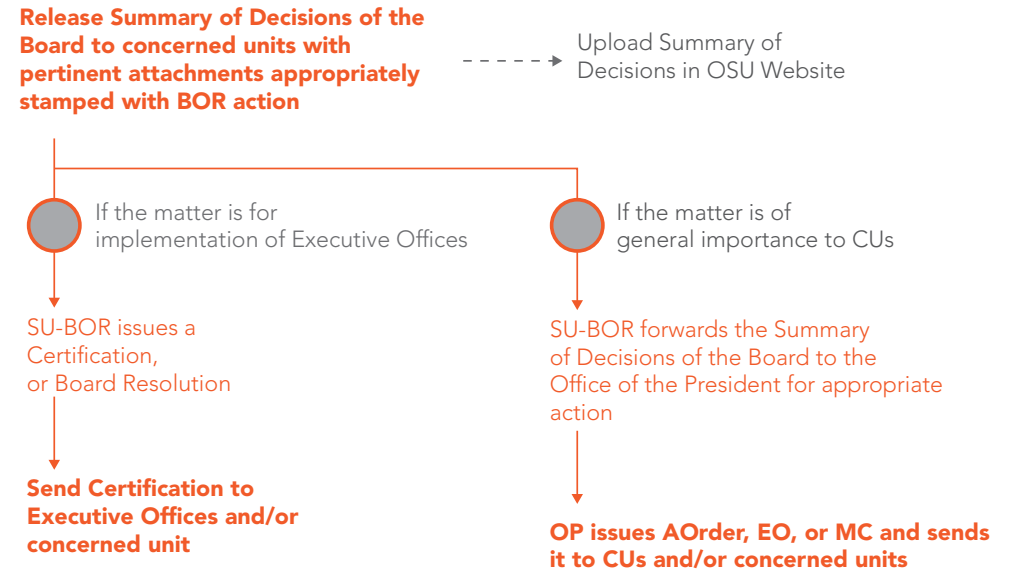 Release Summary of Decisions of the
Board to concerned units with
pertinent attachments appropriately
stamped with BOR action
Upload Summary of
Decisions in OSU Website
If the matter is for
implementation of Executive Offices
If the matter is of
general importance to CUs
SU-BOR issues a
Certification,
or Board Resolution
SU-BOR forwards the Summary
of Decisions of the Board to the
Office of the President for appropriate
action
Send Certification to
Executive Offices and/or
concerned unit
OP issues AOrder, EO, or MC and sends
it to CUs and/or concerned units